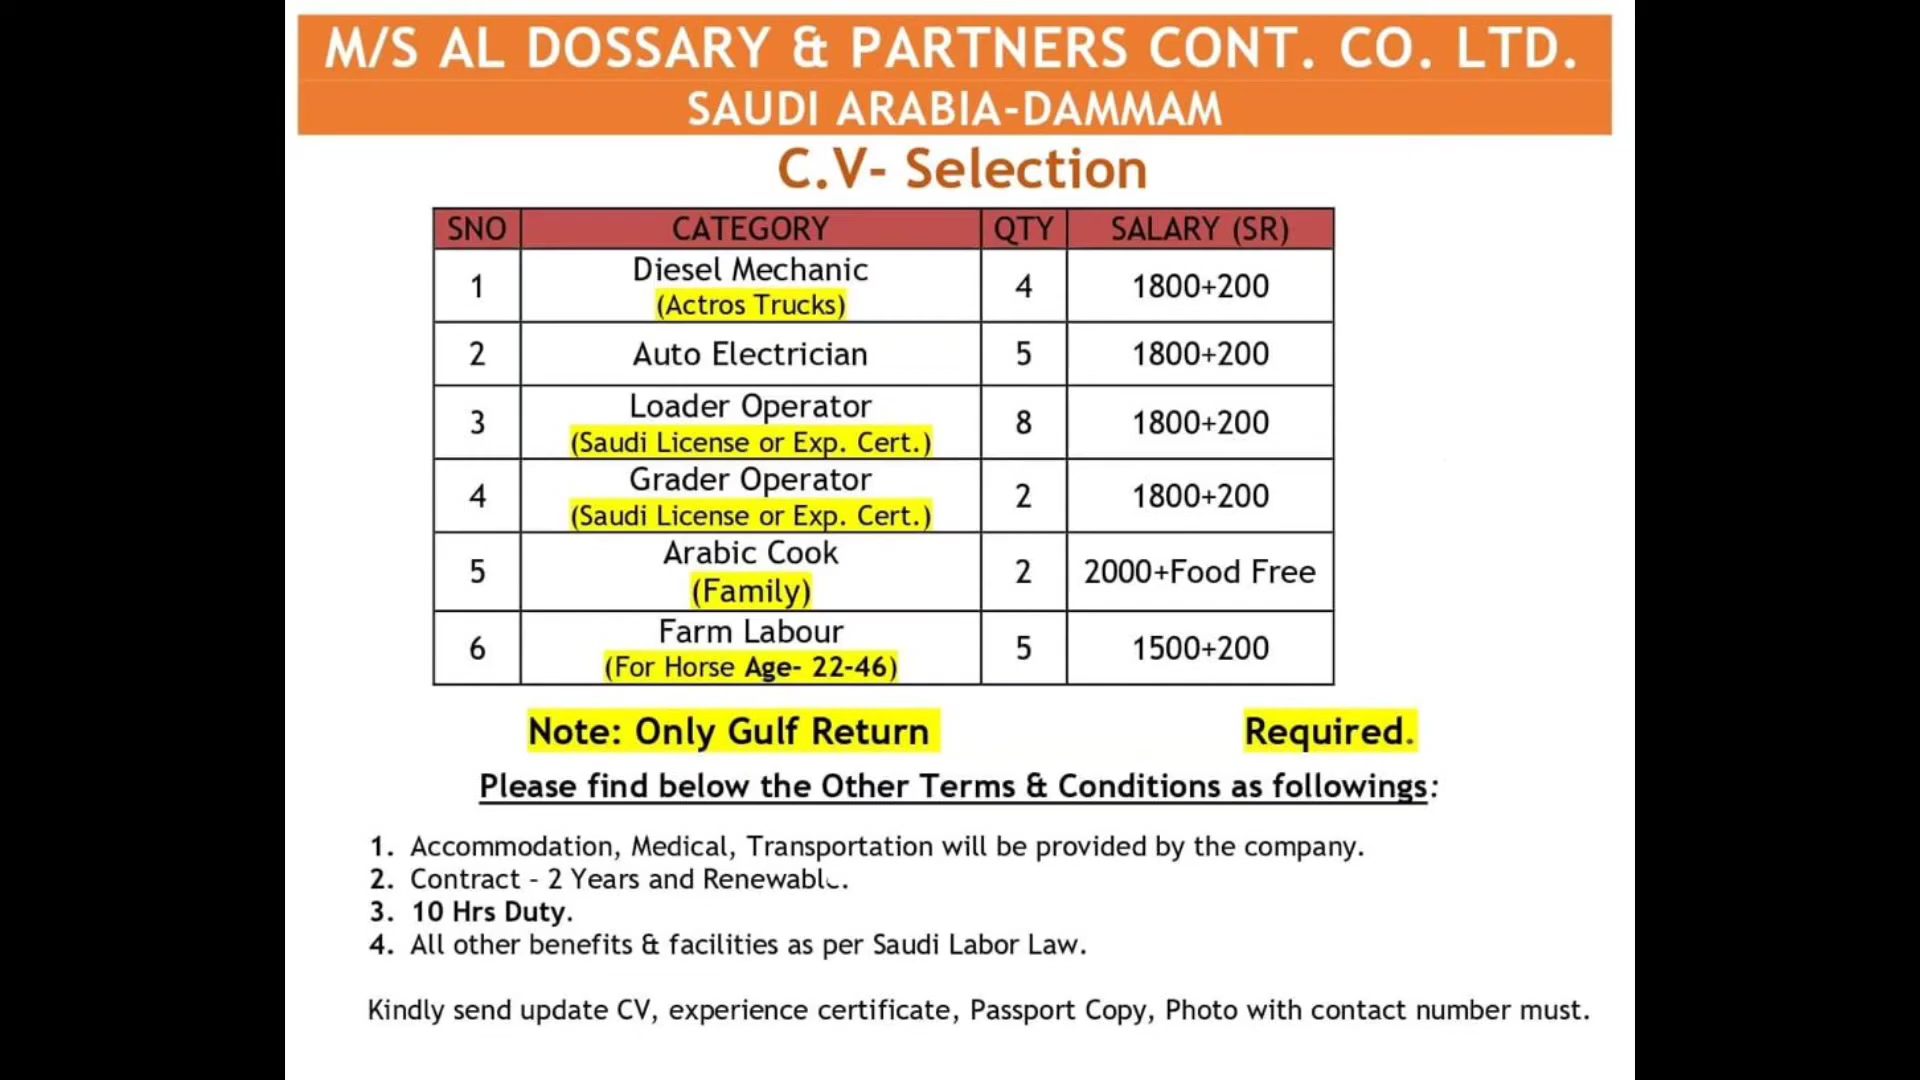 M/S AL DOSSARY & PARTNERS CONT. CO. LTD.
SAUDI ARABIA-DAMMAM
C.V- Selection
SNO CATEGORY QTY SALARY (SR)
1 Diesel Mechanic (Actros Trucks) 4 1800+200
2 Auto Electrician 5 1800+200
3 Loader Operator (Saudi License or Exp. Cert.) 8 1800+200
4 Grader Operator (Saudi License or Exp. Cert.) 2 1800+200
5 Arabic Cook (Family) 2 2000+Food Free
6 Farm Labour (For Horse Age- 22-46) 5 1500+200
Note: Only Gulf Return Required.
Please find below the Other Terms & Conditions as followings:
1. Accommodation, Medical, Transportation will be provided by the company.
2. Contract – 2 Years and Renewable.
3. 10 Hrs Duty.
4. All other benefits & facilities as per Saudi Labor Law.
Kindly send update CV, experience certificate, Passport Copy, Photo with contact number must.